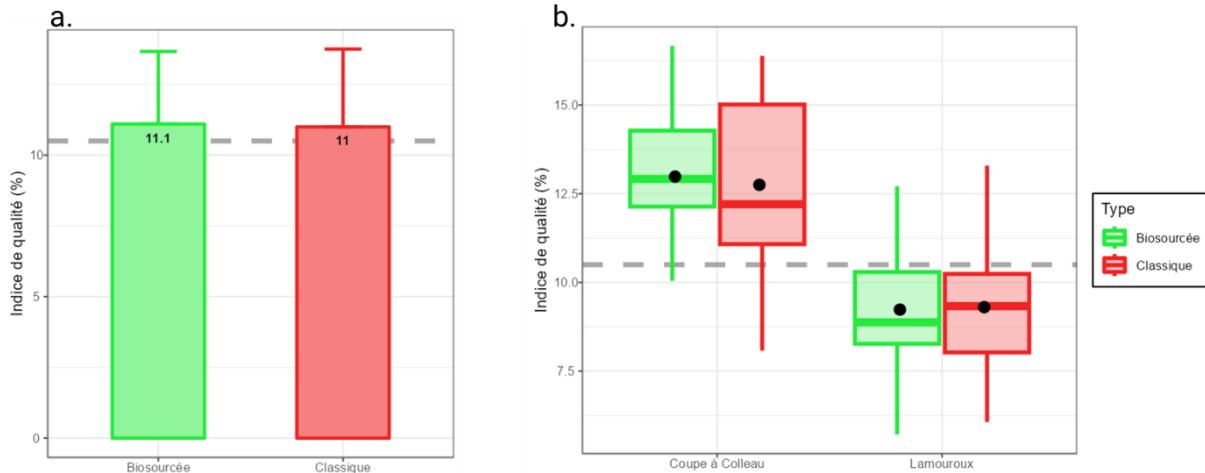 a.
Indice de qualité (%)
10
5
0
11.1
11
Biosourcée
Classique
b.
Indice de qualité (%)
15.0
12.5
10.0
7.5
Coupe à Colleau
Lamouroux
Type
Biosourcée
Classique